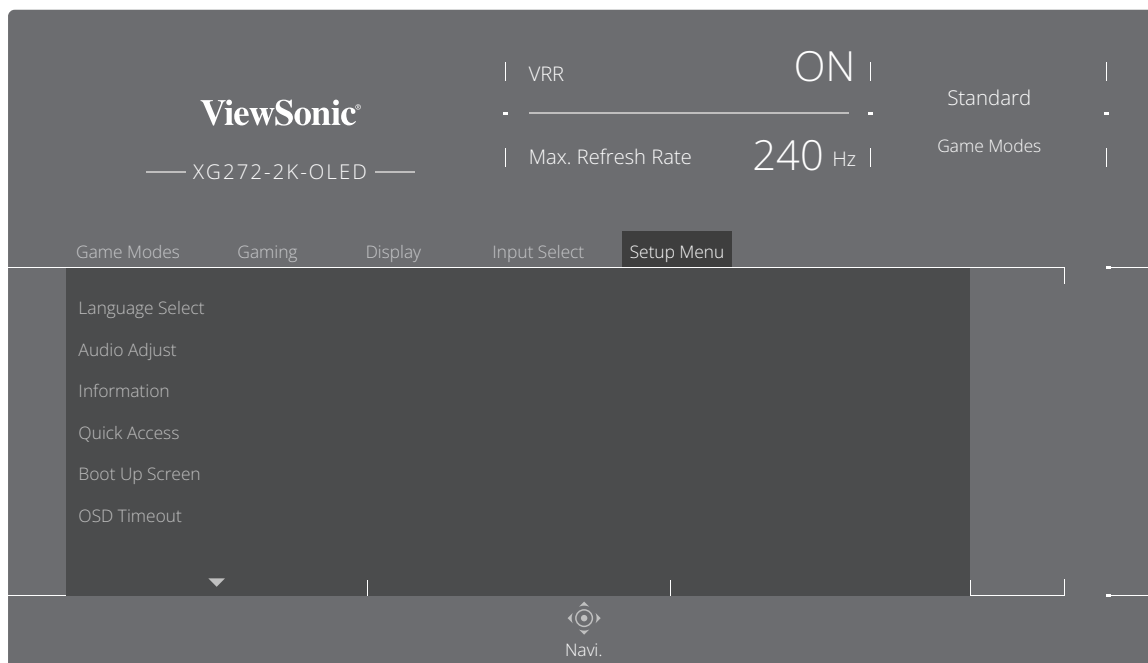 ViewSonic®
XG272-2K-OLED
VRR ON
Max. Refresh Rate 240 Hz
Standard
Game Modes
Game Modes Gaming Display Input Select Setup Menu
Language Select
Audio Adjust
Information
Quick Access
Boot Up Screen
OSD Timeout
Navi.